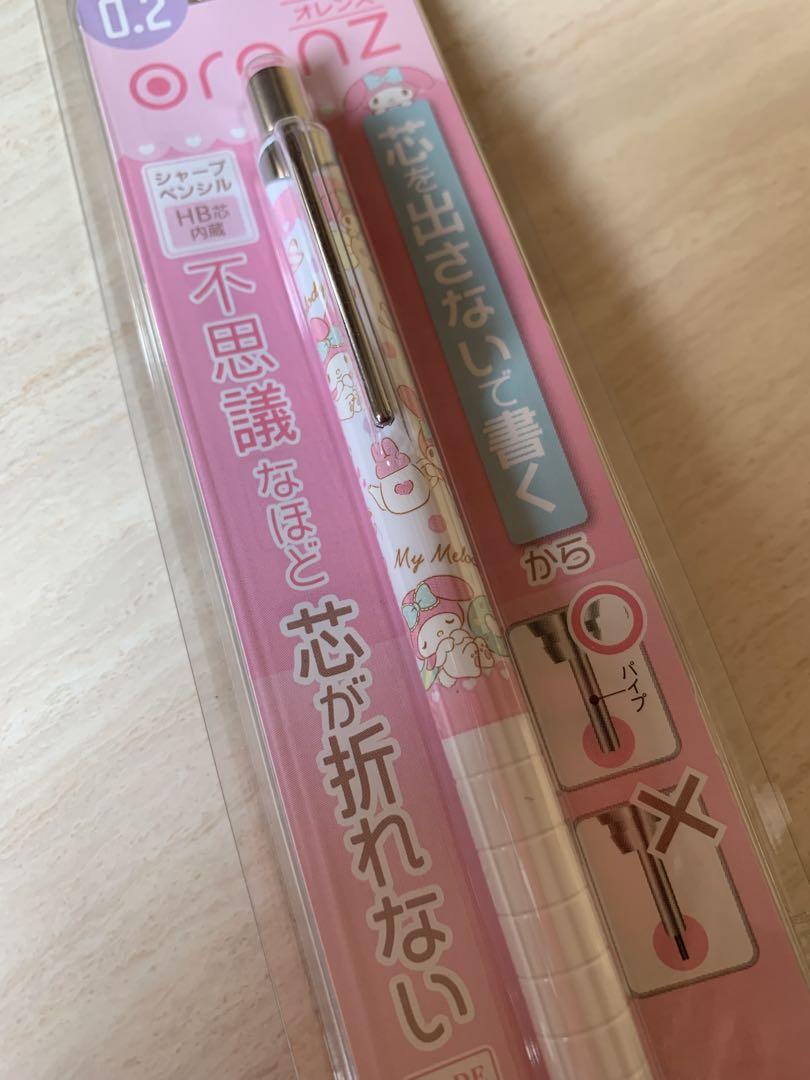 0.2
オレンズ
orenz
シャープ
ペンシル
HB芯
内蔵
不思議なほど芯が折れない
芯を出さないで書く
から
パイプ
My Melo